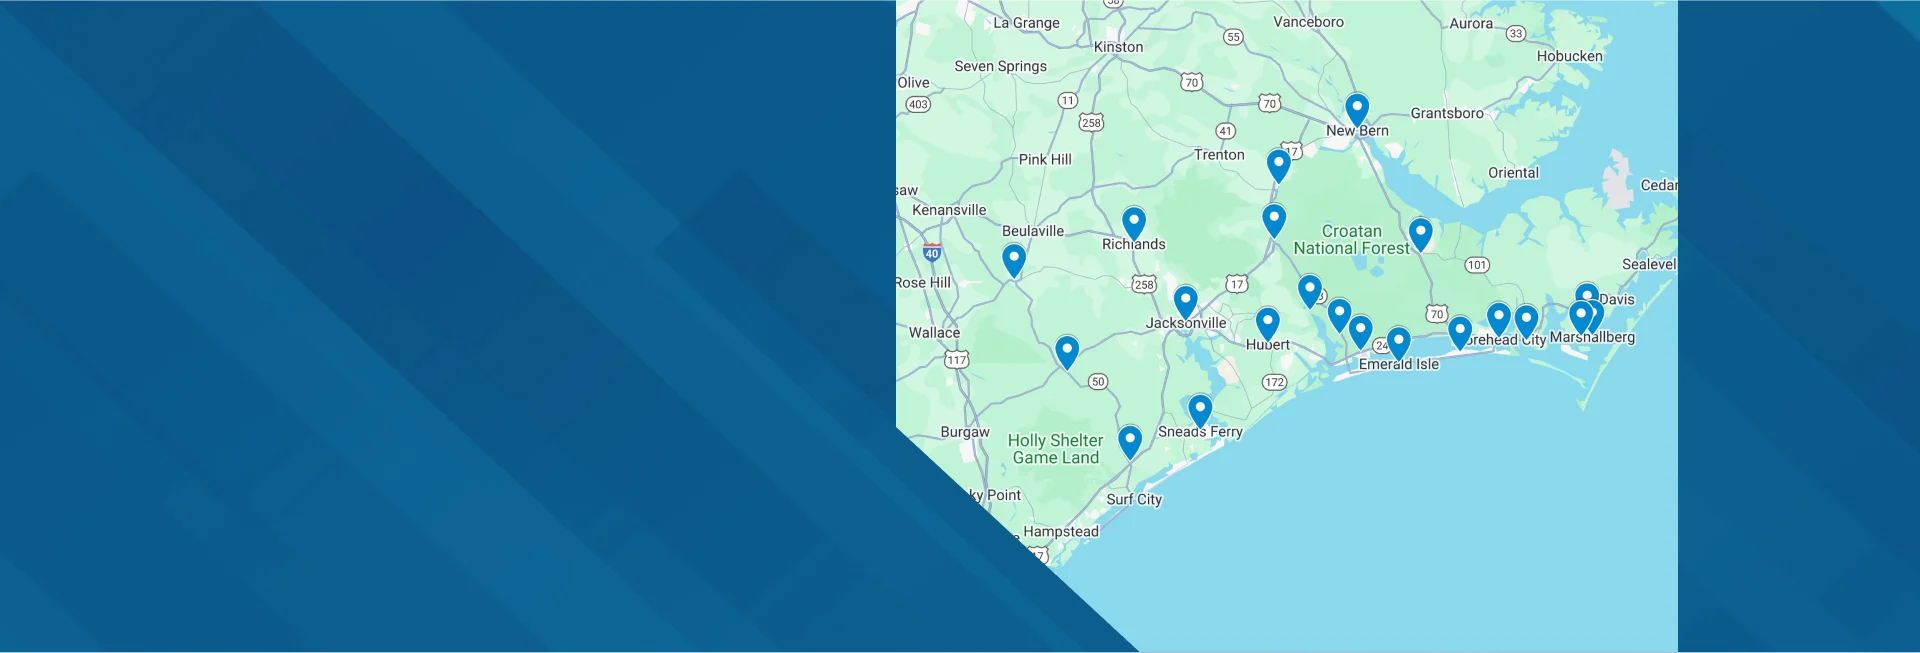 58
La Grange
Vanceboro
Aurora
33
55
Kinston
Hobucken
Seven Springs
70
Olive
403
11
70
Grantsboro
258
41
New Bern
17
Trenton
Pink Hill
Oriental
Cedar
Kenansville
Beulaville
Richlands
Croatan
National Forest
40
101
Sealevel
Rose Hill
258
17
Davis
70
Jacksonville
Wallace
Hubert
24
Marshallberg
117
Emerald Isle
50
172
Burgaw
Sneads Ferry
Holly Shelter
Game Land
ky Point
Surf City
Hampstead
17